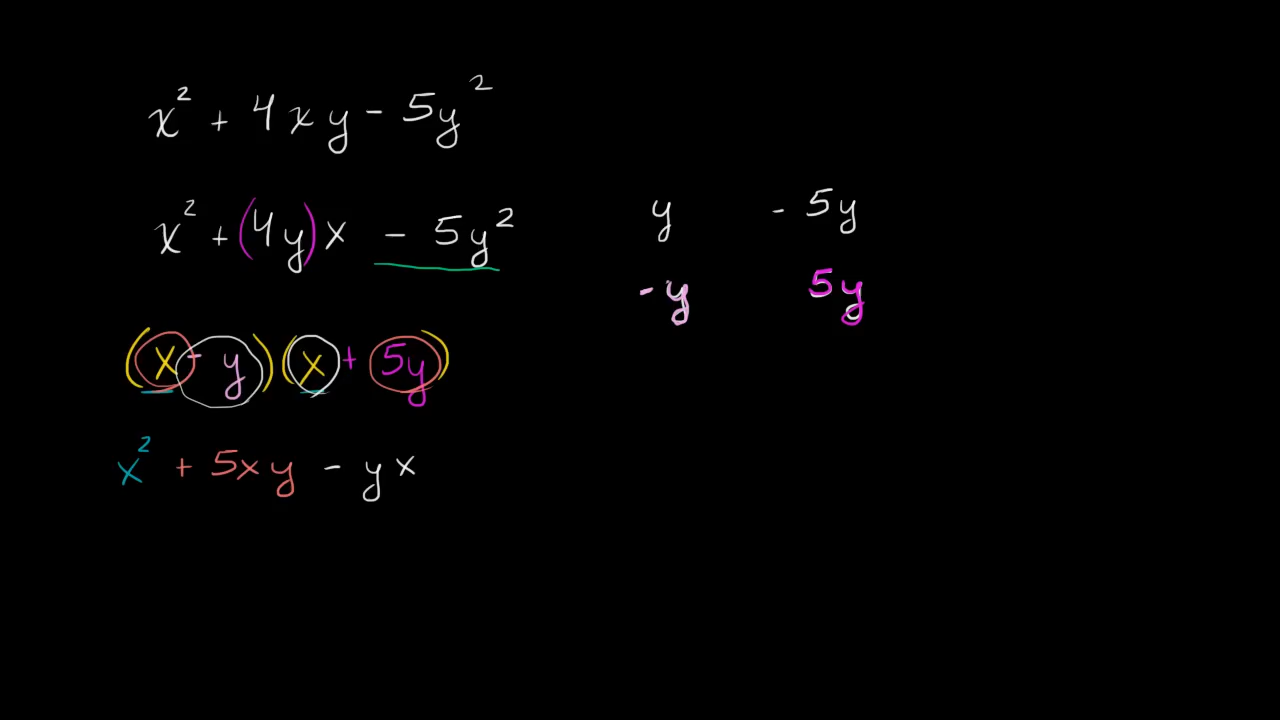 x² + 4xy - 5y²
x² + (4y)x - 5y²
y - 5y
-y 5y
(x - y)(x + 5y)
x² + 5xy - yx